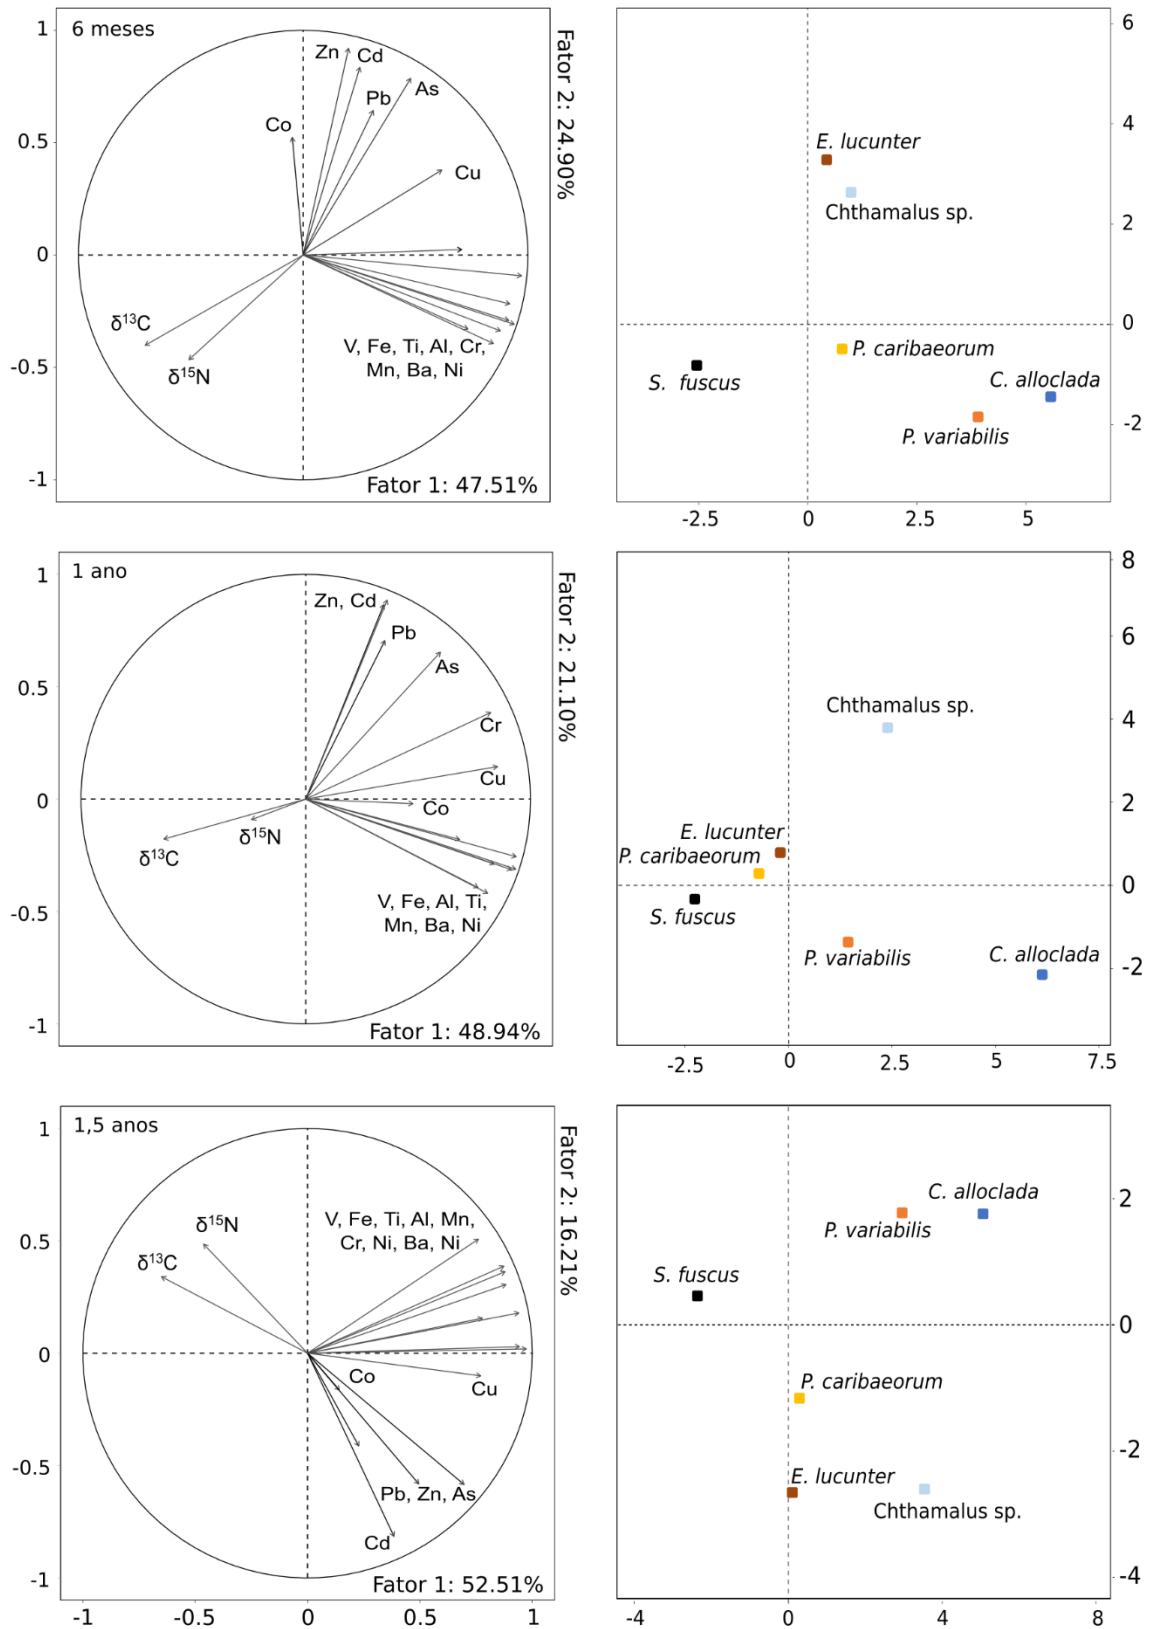 6 meses
1
0.5
0
-0.5
-1
Zn
Cd
Pb
As
Co
Cu
δ¹³C
δ¹⁵N
V, Fe, Ti, Al, Cr,
Mn, Ba, Ni
Fator 1: 47.51%
Fator 2: 24.90%
E. lucunter
Chthamalus sp.
P. caribaeorum
S. fuscus
C. alloclada
P. variabilis
6
4
2
0
-2
-2.5
0
2.5
5
1 ano
1
0.5
0
-0.5
-1
Zn, Cd
Pb
As
Cr
Cu
Co
δ¹⁵N
δ¹³C
V, Fe, Al, Ti,
Mn, Ba, Ni
Fator 1: 48.94%
Fator 2: 21.10%
Chthamalus sp.
E. lucunter
P. caribaeorum
S. fuscus
P. variabilis
C. alloclada
8
6
4
2
0
-2
-2.5
0
2.5
5
7.5
1,5 anos
1
0.5
0
-0.5
-1
δ¹⁵N
δ¹³C
V, Fe, Ti, Al, Mn,
Cr, Ni, Ba, Ni
Co
Cu
Pb, Zn, As
Cd
Fator 1: 52.51%
Fator 2: 16.21%
-1
-0.5
0
0.5
1
C. alloclada
P. variabilis
S. fuscus
P. caribaeorum
E. lucunter
Chthamalus sp.
2
0
-2
-4
-4
0
4
8